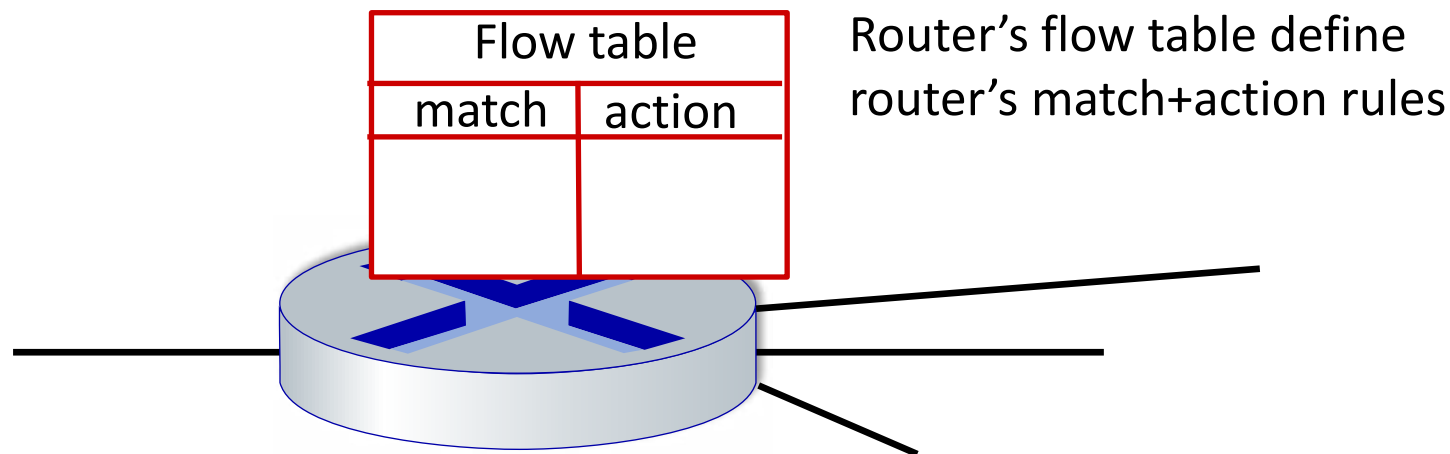 Flow table
match action
Router’s flow table define
router’s match+action rules